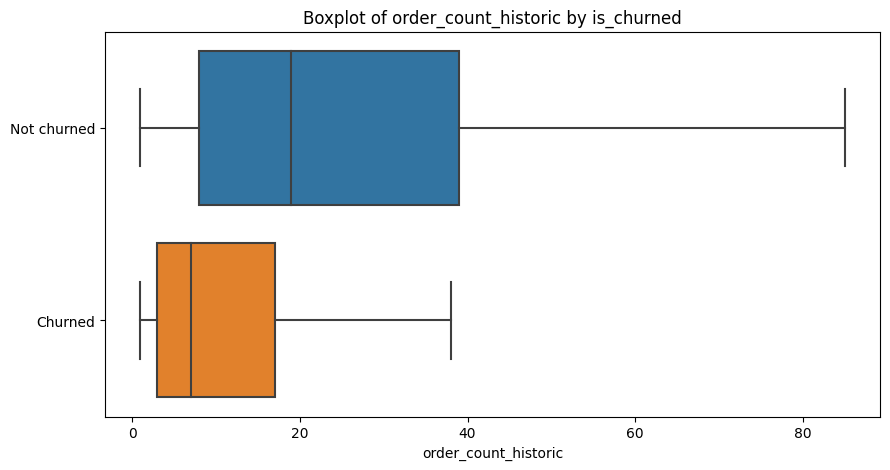 Boxplot of order_count_historic by is_churned
Not churned
Churned
0 20 40 60 80
order_count_historic